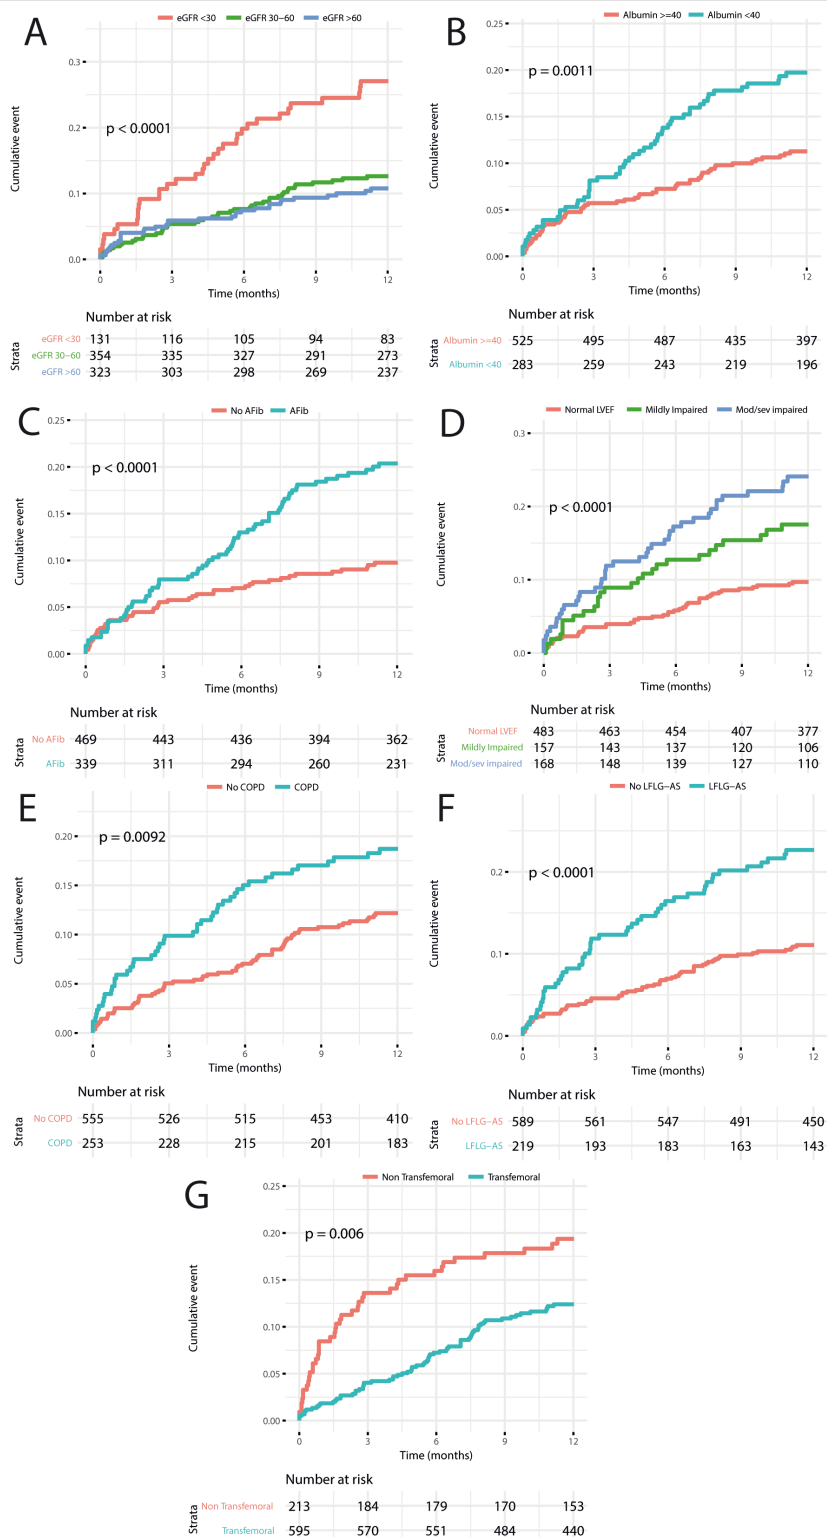 A
eGFR <30 eGFR 30−60 eGFR >60
Cumulative event
0.3
0.2
0.1
0.0
p < 0.0001
0 3 6 9 12
Time (months)
Number at risk
Strata
eGFR <30 131 116 105 94 83
eGFR 30−60 354 335 327 291 273
eGFR >60 323 303 298 269 237
B
Albumin >=40 Albumin <40
Cumulative event
0.25
0.20
0.15
0.10
0.05
0.00
p = 0.0011
0 3 6 9 12
Time (months)
Number at risk
Strata
Albumin >=40 525 495 487 435 397
Albumin <40 283 259 243 219 196
C
No AFib AFib
Cumulative event
0.25
0.20
0.15
0.10
0.05
0.00
p < 0.0001
0 3 6 9 12
Time (months)
Number at risk
Strata
No AFib 469 443 436 394 362
AFib 339 311 294 260 231
D
Normal LVEF Mildly Impaired Mod/sev impaired
Cumulative event
0.3
0.2
0.1
0.0
p < 0.0001
0 3 6 9 12
Time (months)
Number at risk
Strata
Normal LVEF 483 463 454 407 377
Mildly Impaired 157 143 137 120 106
Mod/sev impaired 168 148 139 127 110
E
No COPD COPD
Cumulative event
0.20
0.15
0.10
0.05
0.00
p = 0.0092
0 3 6 9 12
Time (months)
Number at risk
Strata
No COPD 555 526 515 453 410
COPD 253 228 215 201 183
F
No LFLG−AS LFLG−AS
Cumulative event
0.2
0.1
0.0
p < 0.0001
0 3 6 9 12
Time (months)
Number at risk
Strata
No LFLG−AS 589 561 547 491 450
LFLG−AS 219 193 183 163 143
G
Non Transfemoral Transfemoral
Cumulative event
0.25
0.20
0.15
0.10
0.05
0.00
p = 0.006
0 3 6 9 12
Time (months)
Number at risk
Strata
Non Transfemoral 213 184 179 170 153
Transfemoral 595 570 551 484 440